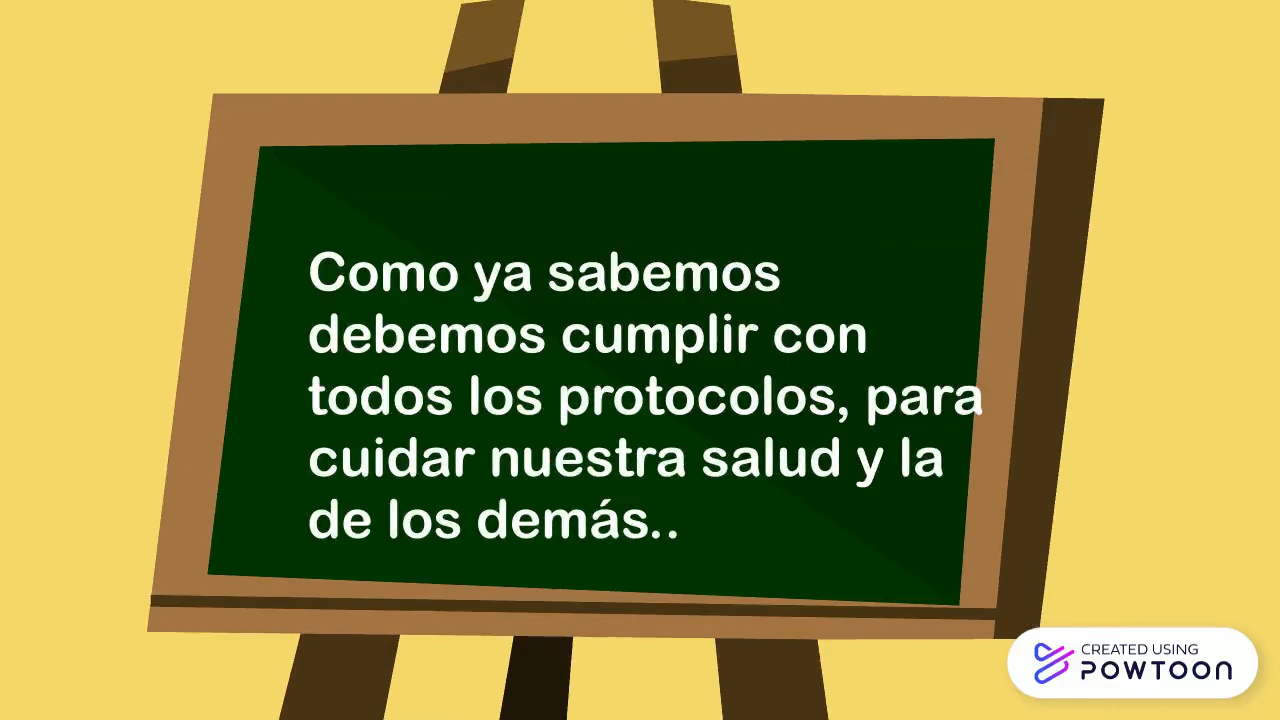 Como ya sabemos
debemos cumplir con
todos los protocolos, para
cuidar nuestra salud y la
de los demás..
CREATED USING
POWTOON